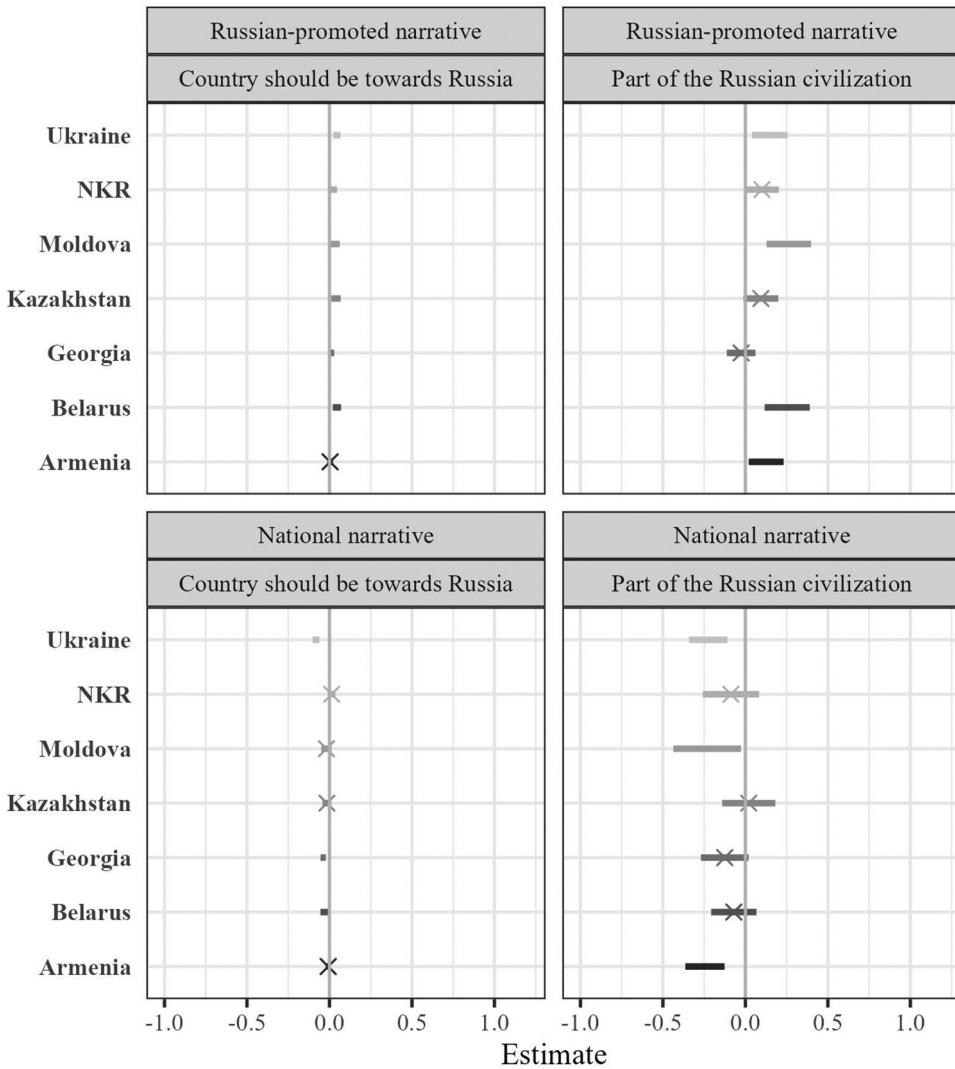 Russian-promoted narrative
Country should be towards Russia
Russian-promoted narrative
Part of the Russian civilization
Ukraine
NKR
Moldova
Kazakhstan
Georgia
Belarus
Armenia
National narrative
Country should be towards Russia
National narrative
Part of the Russian civilization
Ukraine
NKR
Moldova
Kazakhstan
Georgia
Belarus
Armenia
-1.0 -0.5 0.0 0.5 1.0
-1.0 -0.5 0.0 0.5 1.0
Estimate